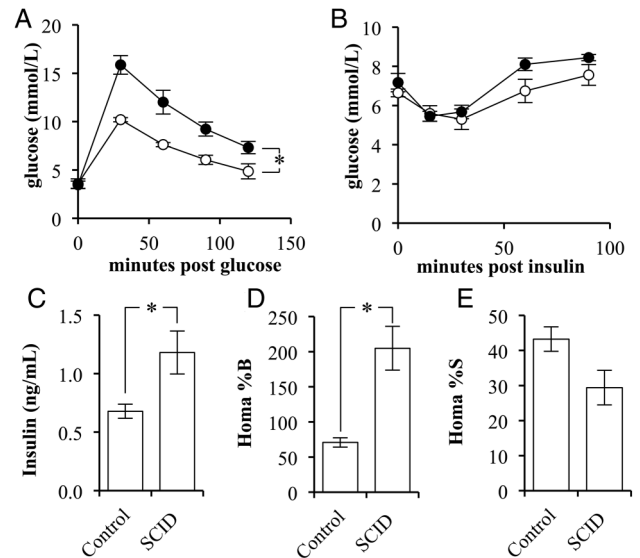 A
glucose (mmol/L)
20
15
10
5
0
*
0
50
100
150
minutes post glucose
B
glucose (mmol/L)
10
8
6
4
2
0
0
50
100
minutes post insulin
C
Insulin (ng/mL)
1.5
1.0
0.5
0.0
*
Control
SCID
D
Homa %B
250
200
150
100
50
0
*
Control
SCID
E
Homa %S
50
40
30
20
10
0
Control
SCID